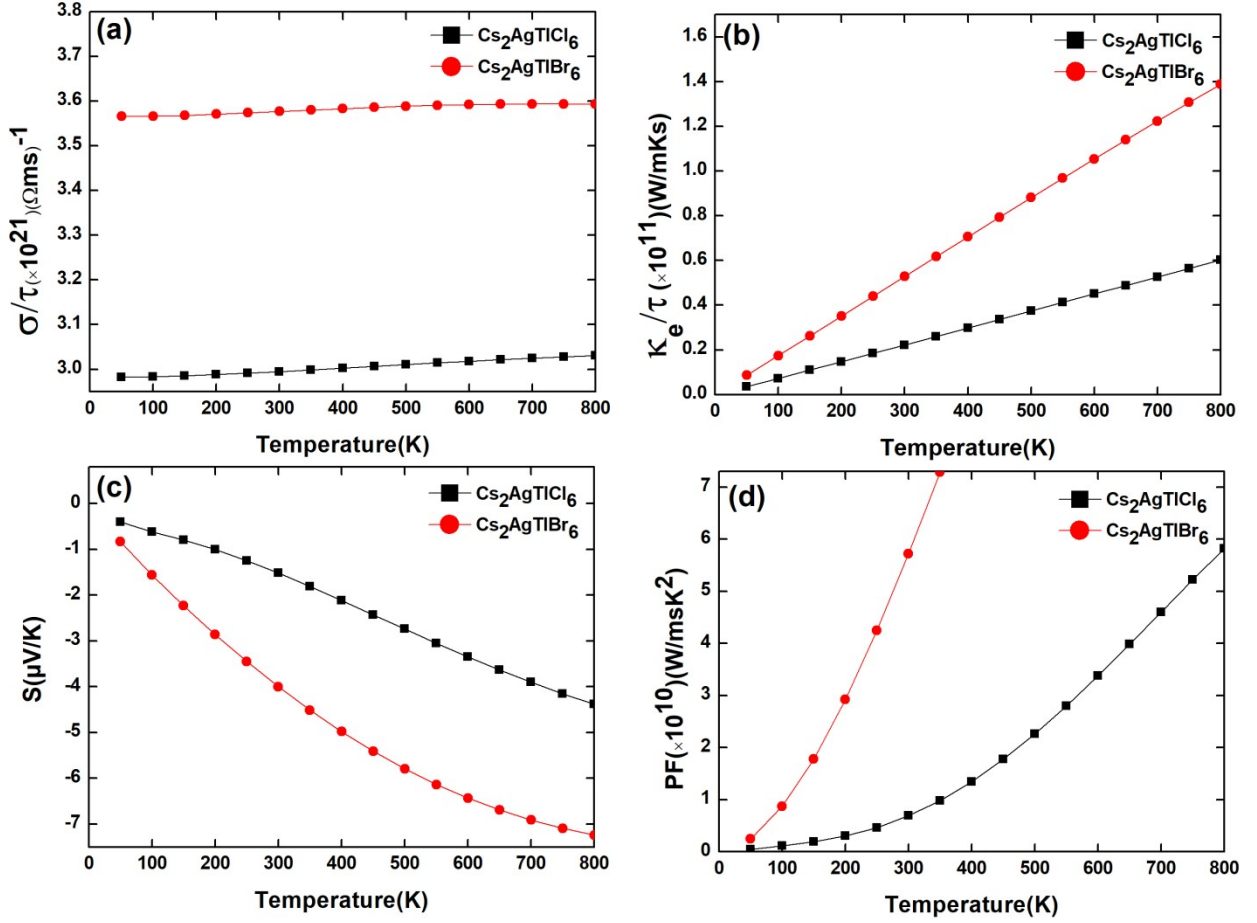 (a)
Cs2AgTlCl6
Cs2AgTlBr6
σ/τ(×10^21)(Ωms)^-1
3.8
3.7
3.6
3.5
3.4
3.3
3.2
3.1
3.0
0 100 200 300 400 500 600 700 800
Temperature(K)
(b)
Cs2AgTlCl6
Cs2AgTlBr6
κe/τ (×10^11)(W/mKs)
1.6
1.4
1.2
1.0
0.8
0.6
0.4
0.2
0.0
0 100 200 300 400 500 600 700 800
Temperature(K)
(c)
Cs2AgTlCl6
Cs2AgTlBr6
S(µV/K)
0
-1
-2
-3
-4
-5
-6
-7
0 100 200 300 400 500 600 700 800
Temperature(K)
(d)
Cs2AgTlCl6
Cs2AgTlBr6
PF(×10^10)(W/msK^2)
7
6
5
4
3
2
1
0
0 100 200 300 400 500 600 700 800
Temperature(K)